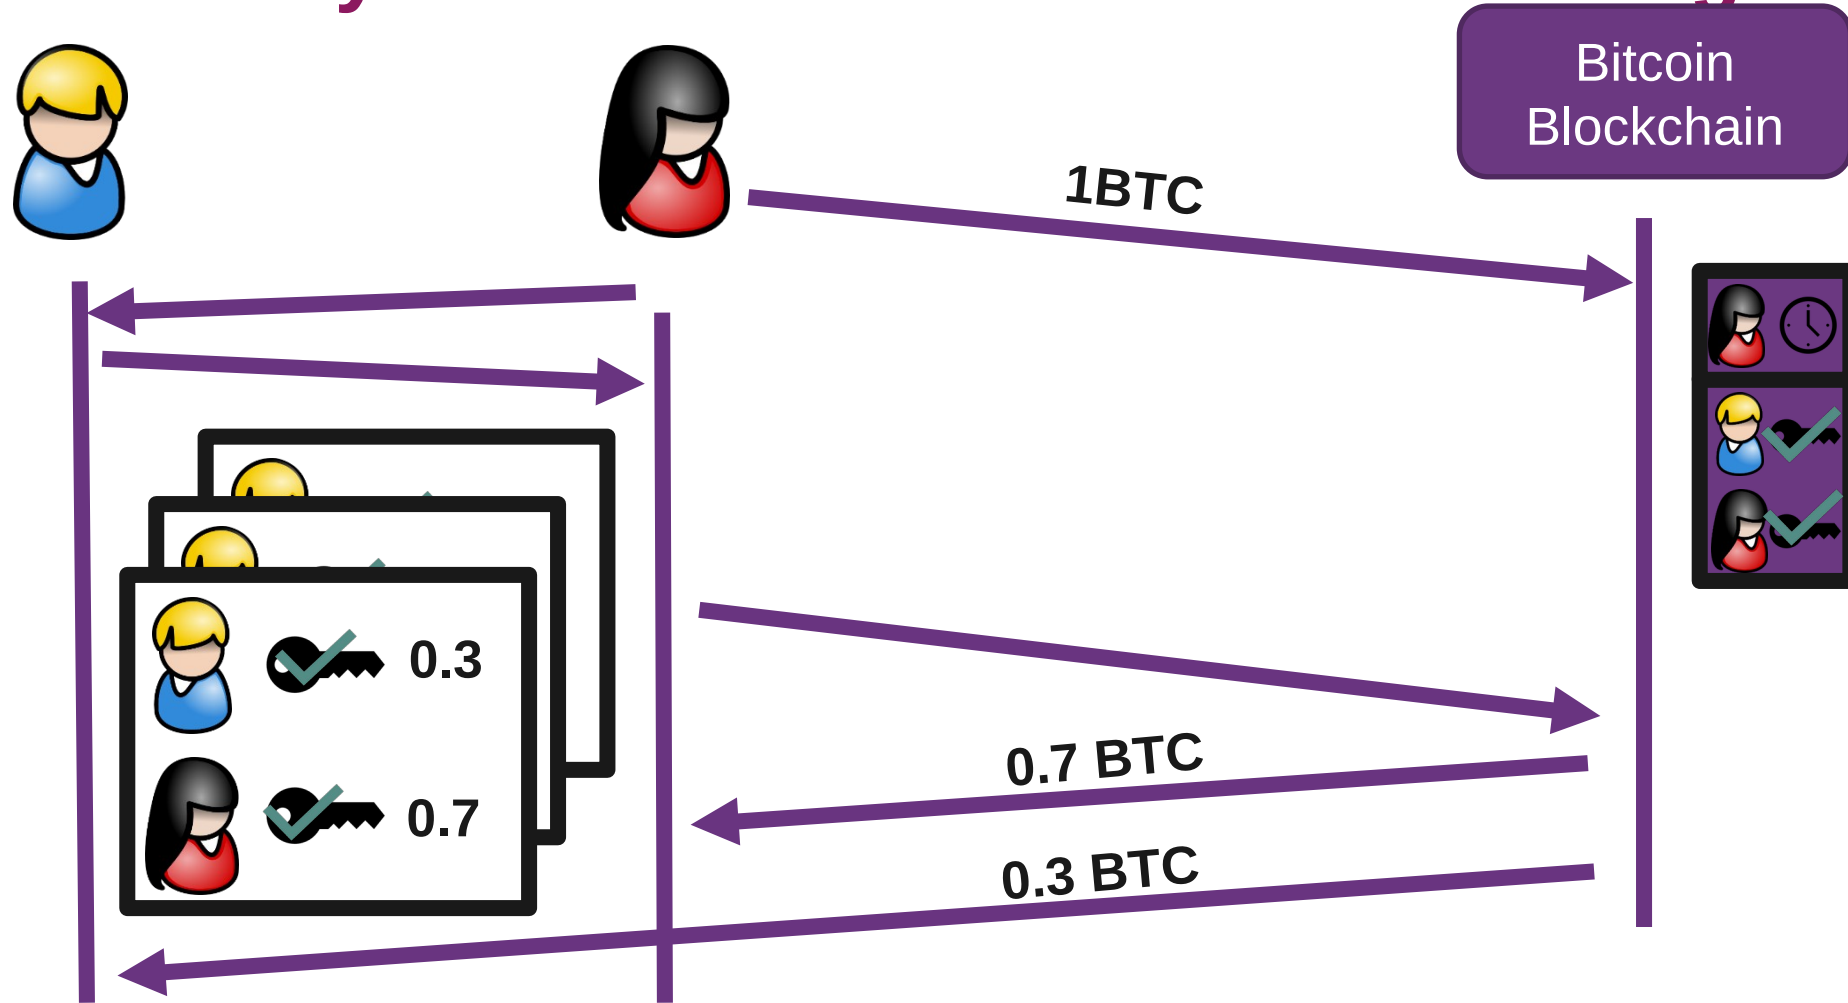 Bitcoin
Blockchain
1BTC
0.3
0.7
0.7 BTC
0.3 BTC